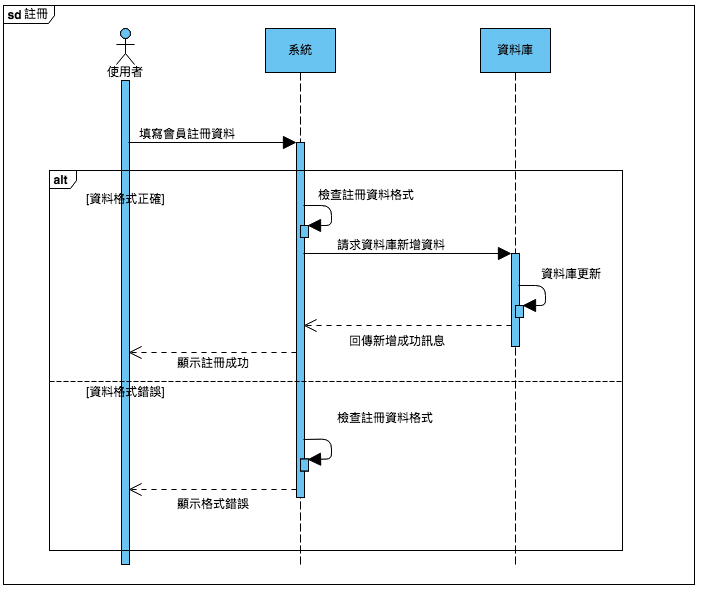 sd 註冊
使用者
系統
資料庫
填寫會員註冊資料
alt
[資料格式正確]
檢查註冊資料格式
請求資料庫新增資料
資料庫更新
回傳新增成功訊息
顯示註冊成功
[資料格式錯誤]
檢查註冊資料格式
顯示格式錯誤